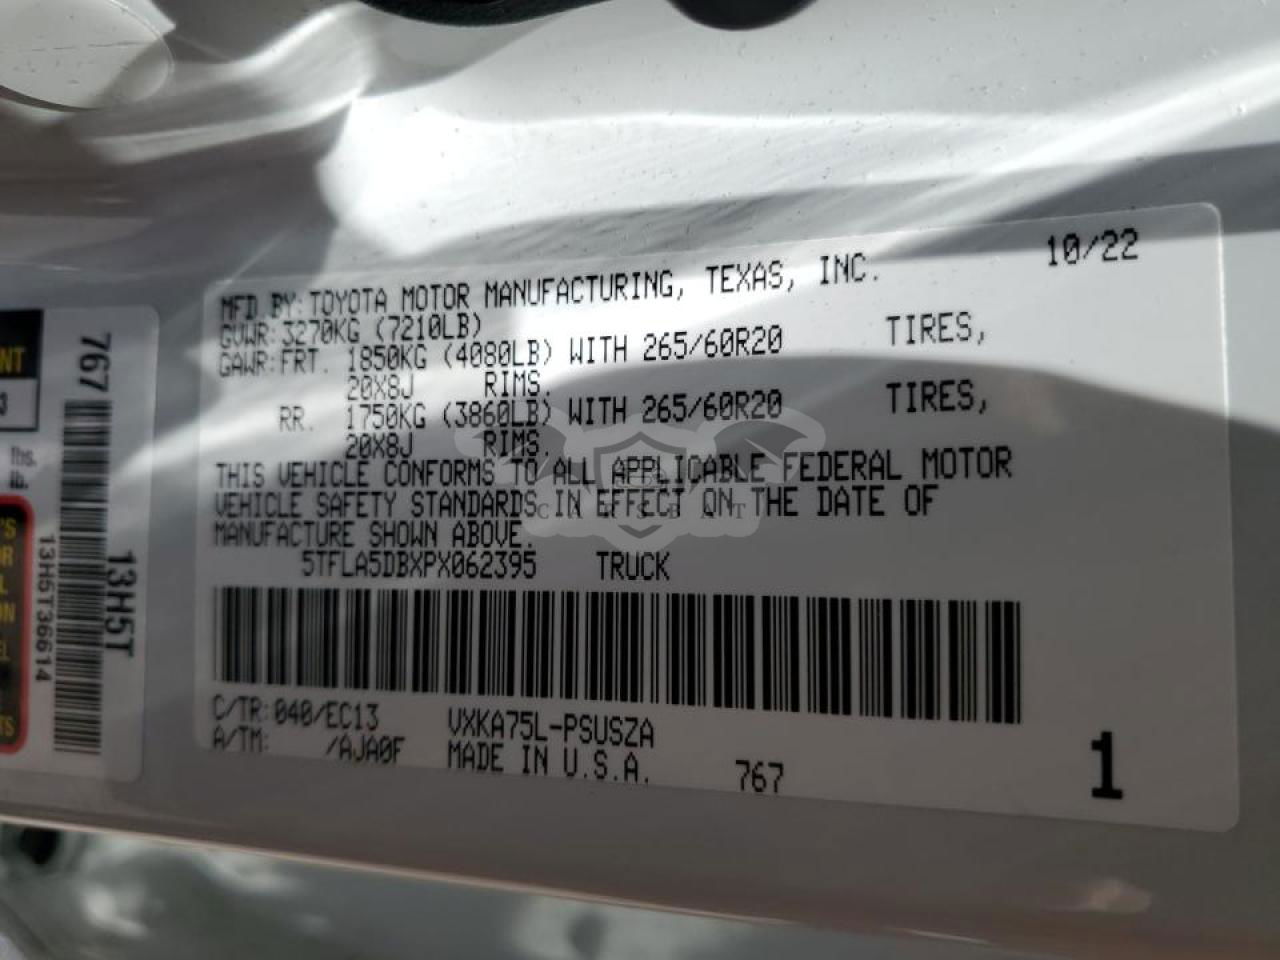 10/22
MFD.BY: TOYOTA MOTOR MANUFACTURING, TEXAS, INC.
GVWR: 3270KG (7210LB)
GAWR: FRT. 1850KG (4080LB) WITH 265/60R20 TIRES,
20X8J RIMS.
RR. 1750KG (3860LB) WITH 265/60R20 TIRES,
20X8J RIMS.
THIS VEHICLE CONFORMS TO ALL APPLICABLE FEDERAL MOTOR
VEHICLE SAFETY STANDARDS IN EFFECT ON THE DATE OF
MANUFACTURE SHOWN ABOVE.
5TFLA5DBXPX062395 TRUCK
C/TR: 040/EC13 VXKA75L-PSUSZA
A/TM: /AJA0F MADE IN U.S.A. 767
1
767
13H5T
13H5T36614
lbs.
lb.
CARSBAT